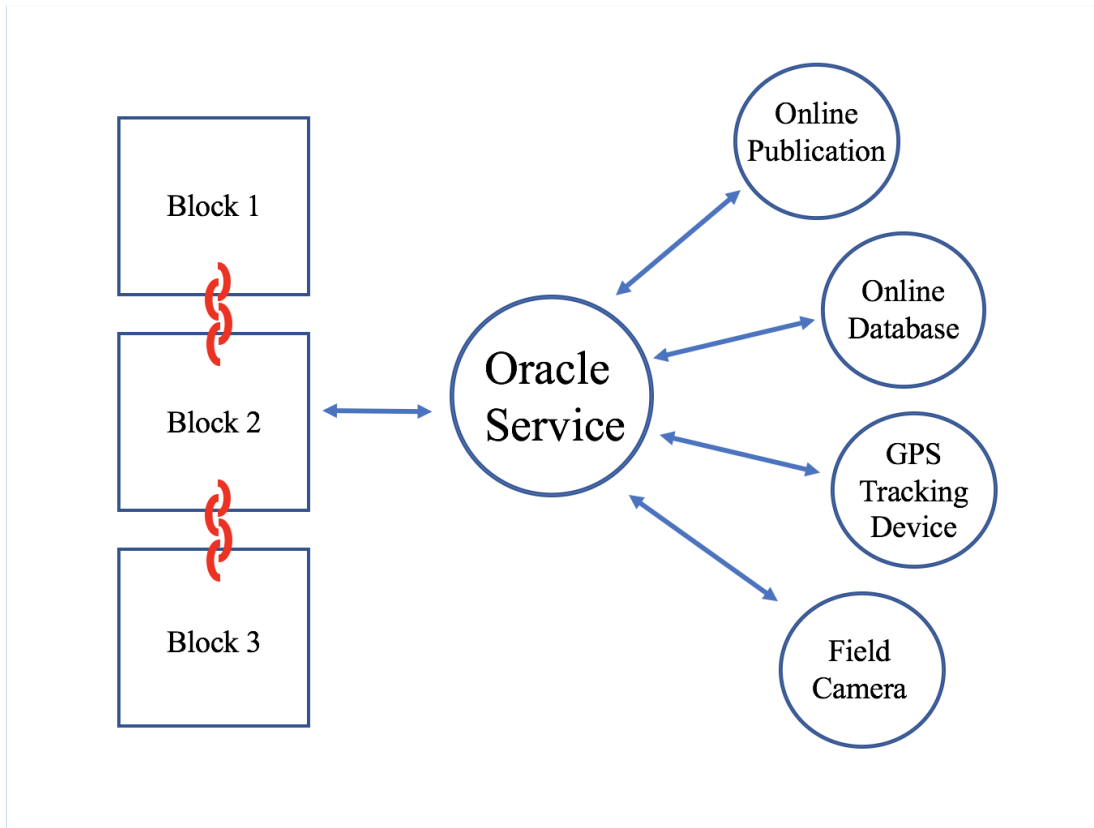 Block 1
Block 2
Block 3
Oracle
Service
Online
Publication
Online
Database
GPS
Tracking
Device
Field
Camera